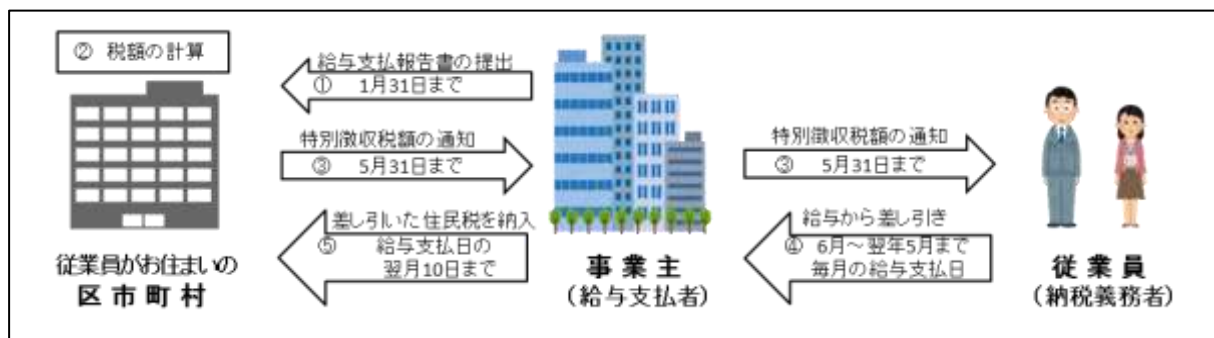 ② 税額の計算
給与支払報告書の提出
① 1月31日まで
特別徴収税額の通知
③ 5月31日まで
差し引いた住民税を納入
⑤ 給与支払日の
翌月10日まで
従業員がお住まいの
区市町村
事業主
(給与支払者)
特別徴収税額の通知
③ 5月31日まで
給与から差し引き
④ 6月～翌年5月まで
毎月の給与支払日
従業員
(納税義務者)